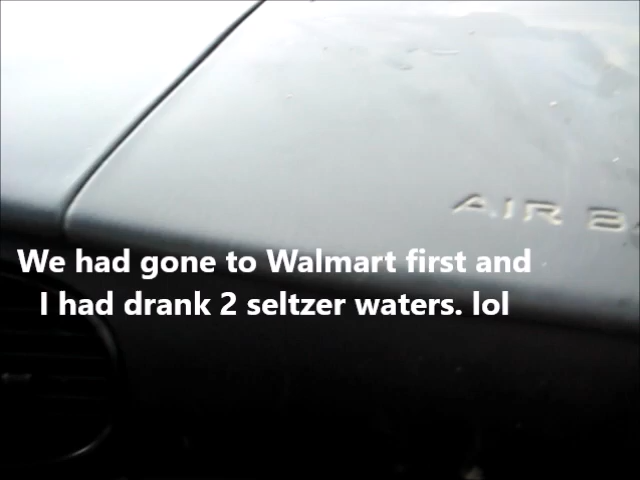 AIR B
We had gone to Walmart first and
I had drank 2 seltzer waters. lol